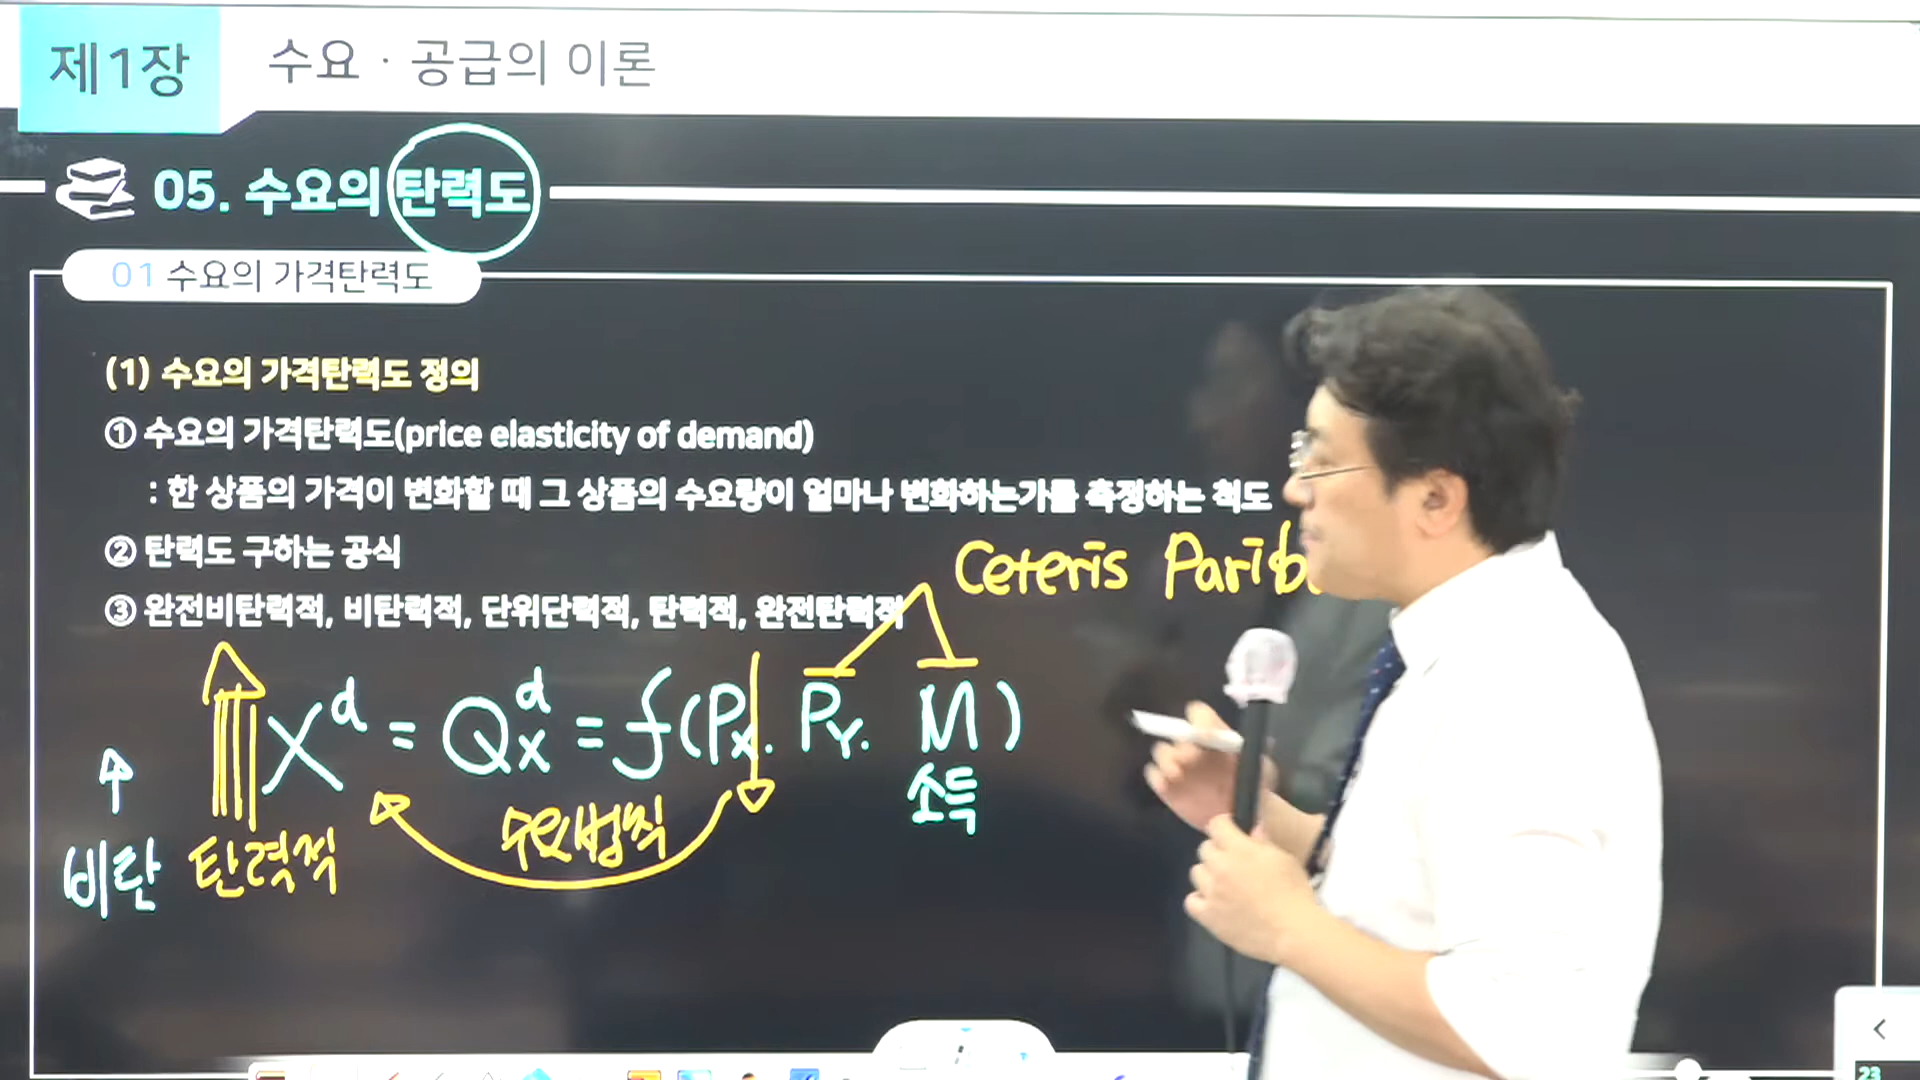 제1장
수요 · 공급의 이론
05. 수요의 탄력도
01 수요의 가격탄력도
(1) 수요의 가격탄력도 정의
① 수요의 가격탄력도(price elasticity of demand)
: 한 상품의 가격이 변화할 때 그 상품의 수요량이 얼마나 변화하는가를 측정하는 척도
② 탄력도 구하는 공식
Ceteris Parib
③ 완전비탄력적, 비탄력적, 단위탄력적, 탄력적, 완전탄력적
X^d = Q_X^d = f(P_X. P_Y. M)
소득
수요법칙
비탄 탄력적
23